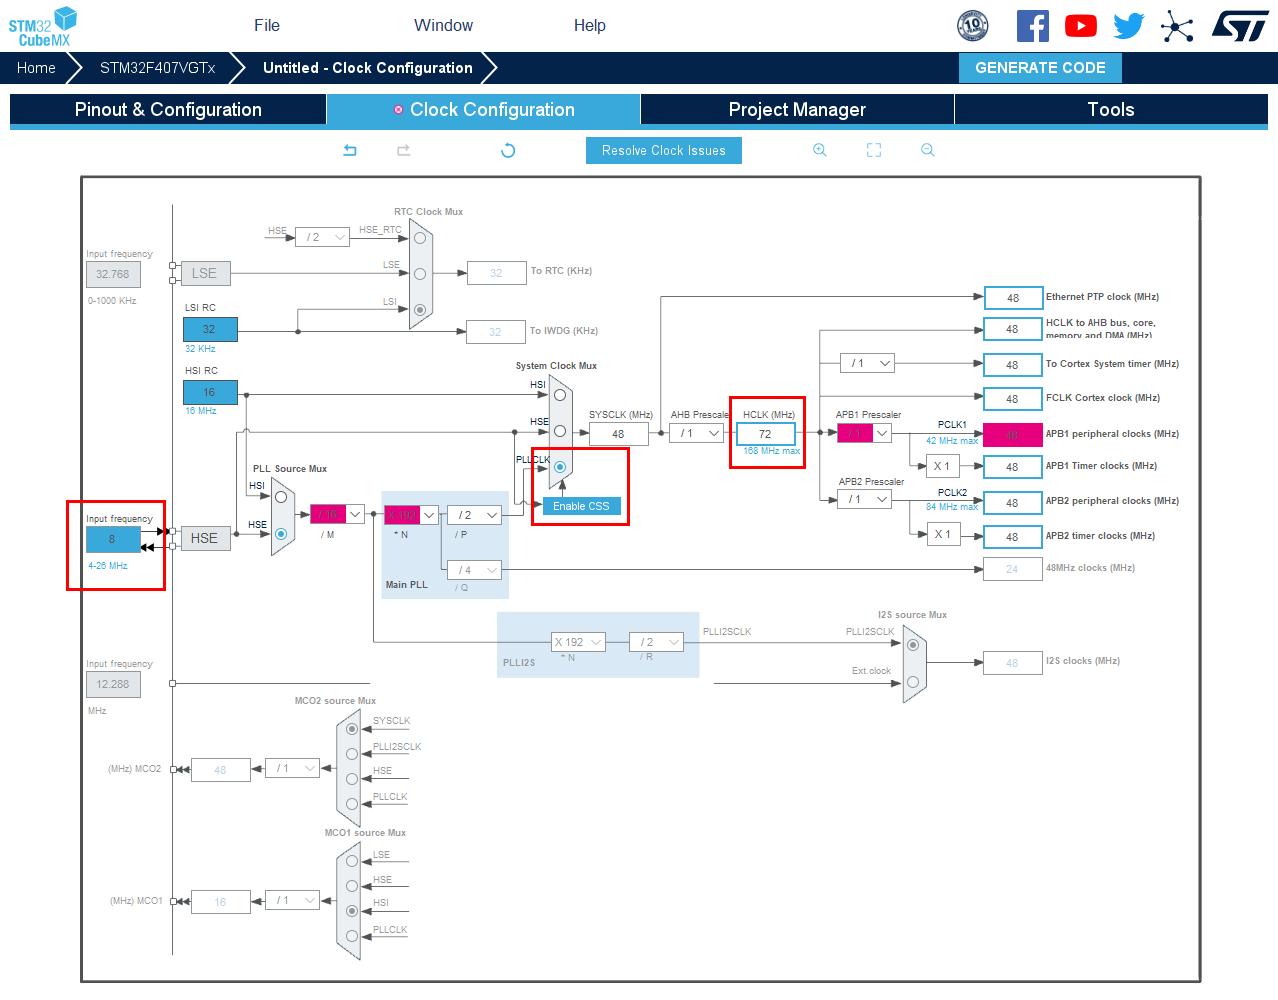 STM32
CubeMX
File
Window
Help
10
YEARS
Home
STM32F407VGTx
Untitled - Clock Configuration
GENERATE CODE
Pinout & Configuration
Clock Configuration
Project Manager
Tools
Resolve Clock Issues
RTC Clock Mux
HSE
/ 2
HSE_RTC
Input frequency
32.768
0-1000 KHz
LSE
LSE
32
To RTC (KHz)
LSI RC
32
32 KHz
LSI
32
To IWDG (KHz)
HSI RC
16
16 MHz
System Clock Mux
HSI
HSE
PLLCLK
Enable CSS
SYSCLK (MHz)
48
AHB Prescaler
/ 1
HCLK (MHz)
72
168 MHz max
48
Ethernet PTP clock (MHz)
48
HCLK to AHB bus, core,
memory and DMA (MHz)
/ 1
48
To Cortex System timer (MHz)
48
FCLK Cortex clock (MHz)
APB1 Prescaler
/ 1
PCLK1
42 MHz max
48
APB1 peripheral clocks (MHz)
X 1
48
APB1 Timer clocks (MHz)
APB2 Prescaler
/ 1
PCLK2
84 MHz max
48
APB2 peripheral clocks (MHz)
X 1
48
APB2 timer clocks (MHz)
24
48MHz clocks (MHz)
PLL Source Mux
HSI
HSE
Input frequency
8
4-26 MHz
HSE
/ 16
/ M
X 192
* N
/ 2
/ P
/ 4
/ Q
Main PLL
X 192
* N
/ 2
/ R
PLLI2S
PLLI2SCLK
I2S source Mux
PLLI2SCLK
Ext.clock
48
I2S clocks (MHz)
Input frequency
12.288
MHz
MCO2 source Mux
SYSCLK
PLLI2SCLK
HSE
PLLCLK
(MHz) MCO2
48
/ 1
MCO1 source Mux
LSE
HSE
HSI
PLLCLK
(MHz) MCO1
16
/ 1